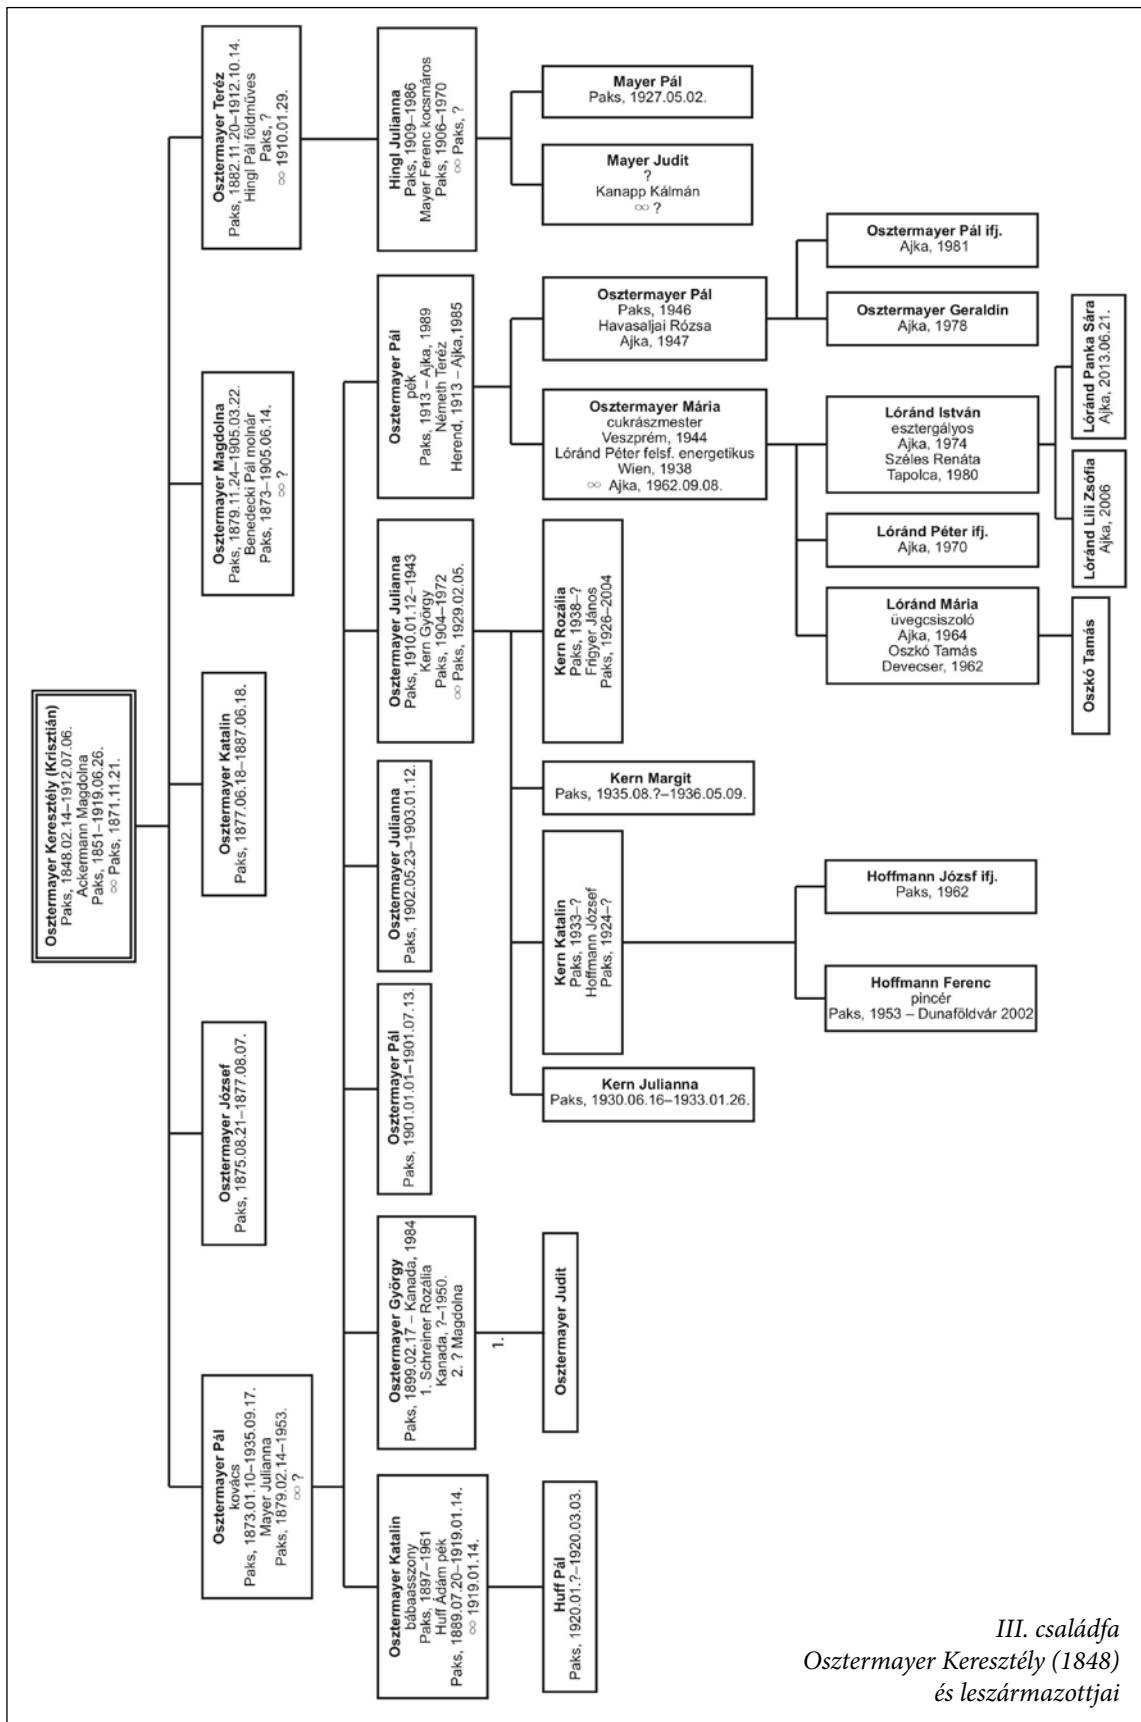 Osztermayer Keresztély (Krisztián)
Paks, 1848.02.14–1912.07.06.
Ackermann Magdolna
Paks, 1851–1919.06.26.
∞ Paks, 1871.11.21.
Osztermayer Pál
kovács
Paks, 1873.01.10–1935.09.17.
Mayer Julianna
Paks, 1879.02.14–1953.
∞ ?
Osztermayer József
Paks, 1875.08.21–1877.08.07.
Osztermayer Katalin
Paks, 1877.06.18–1887.06.18.
Osztermayer Magdolna
Paks, 1879.11.24–1905.03.22.
Benedecki Pál molnár
Paks, 1873–1905.06.14.
∞ ?
Osztermayer Teréz
Paks, 1882.11.20–1912.10.14.
Hingl Pál földműves
Paks, ?
∞ 1910.01.29.
Osztermayer Katalin
bábaasszony
Paks, 1897–1961
Huff Ádám pék
Paks, 1889.07.20–1919.01.14.
∞ 1919.01.14.
Osztermayer György
Paks, 1899.02.17 – Kanada, 1984
1. Schreiner Rozália
Kanada, ?–1950.
2. ? Magdolna
Osztermayer Pál
Paks, 1901.01.01–1901.07.13.
Osztermayer Julianna
Paks, 1902.05.23–1903.01.12.
Osztermayer Julianna
Paks, 1910.01.12–1943
Kern György
Paks, 1904–1972
∞ Paks, 1929.02.05.
Osztermayer Pál
pék
Paks, 1913 – Ajka, 1989
Németh Teréz
Herend, 1913 – Ajka,1985
Hingl Julianna
Paks, 1909–1986
Mayer Ferenc kocsmáros
Paks, 1906–1970
∞ Paks, ?
1.
Huff Pál
Paks, 1920.01.?–1920.03.03.
Osztermayer Judit
Kern Julianna
Paks, 1930.06.16–1933.01.26.
Kern Katalin
Paks, 1933–?
Hoffmann József
Paks, 1924–?
Kern Margit
Paks, 1935.08.?–1936.05.09.
Kern Rozália
Paks, 1938–?
Frigyer János
Paks, 1926–2004
Osztermayer Mária
cukrászmester
Veszprém, 1944
Lóránd Péter felsf. energetikus
Wien, 1938
∞ Ajka, 1962.09.08.
Osztermayer Pál
Paks, 1946
Havasaljai Rózsa
Ajka, 1947
Mayer Judit
?
Kanapp Kálmán
∞ ?
Mayer Pál
Paks, 1927.05.02.
Hoffmann Ferenc
pincér
Paks, 1953 – Dunaföldvár 2002
Hoffmann Józsf ifj.
Paks, 1962
Lóránd Mária
üvegcsiszoló
Ajka, 1964
Oszkó Tamás
Devecser, 1962
Lóránd Péter ifj.
Ajka, 1970
Lóránd István
esztergályos
Ajka, 1974
Széles Renáta
Tapolca, 1980
Osztermayer Geraldin
Ajka, 1978
Osztermayer Pál ifj.
Ajka, 1981
Oszkó Tamás
Lóránd Lili Zsófia
Ajka, 2006
Lóránd Panka Sára
Ajka, 2013.06.21.
III. családfa
Osztermayer Keresztély (1848)
és leszármazottjai